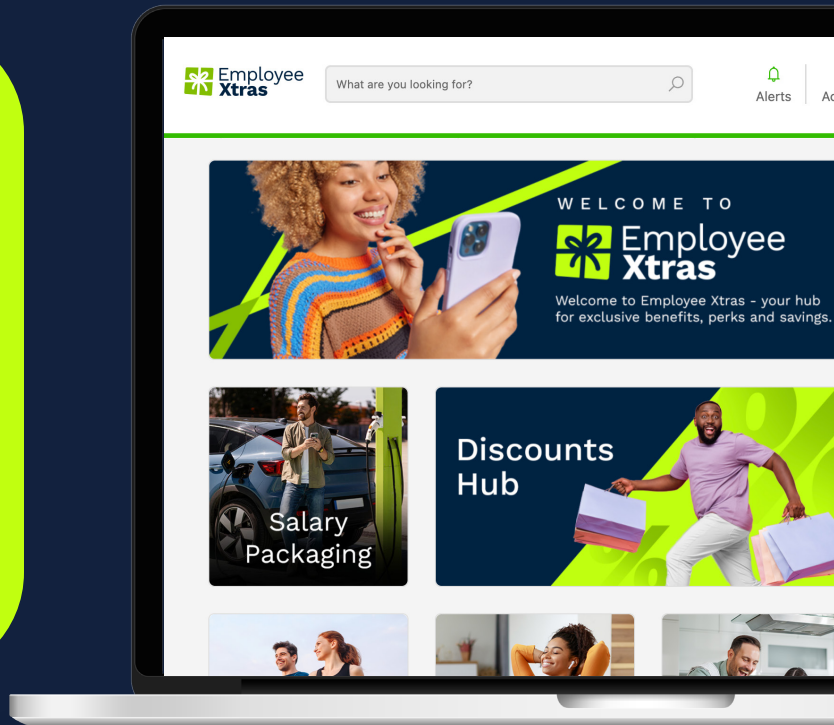 Employee
Xtras
What are you looking for?
Alerts
WELCOME TO
Employee
Xtras
Welcome to Employee Xtras - your hub
for exclusive benefits, perks and savings.
Discounts
Hub
Salary
Packaging